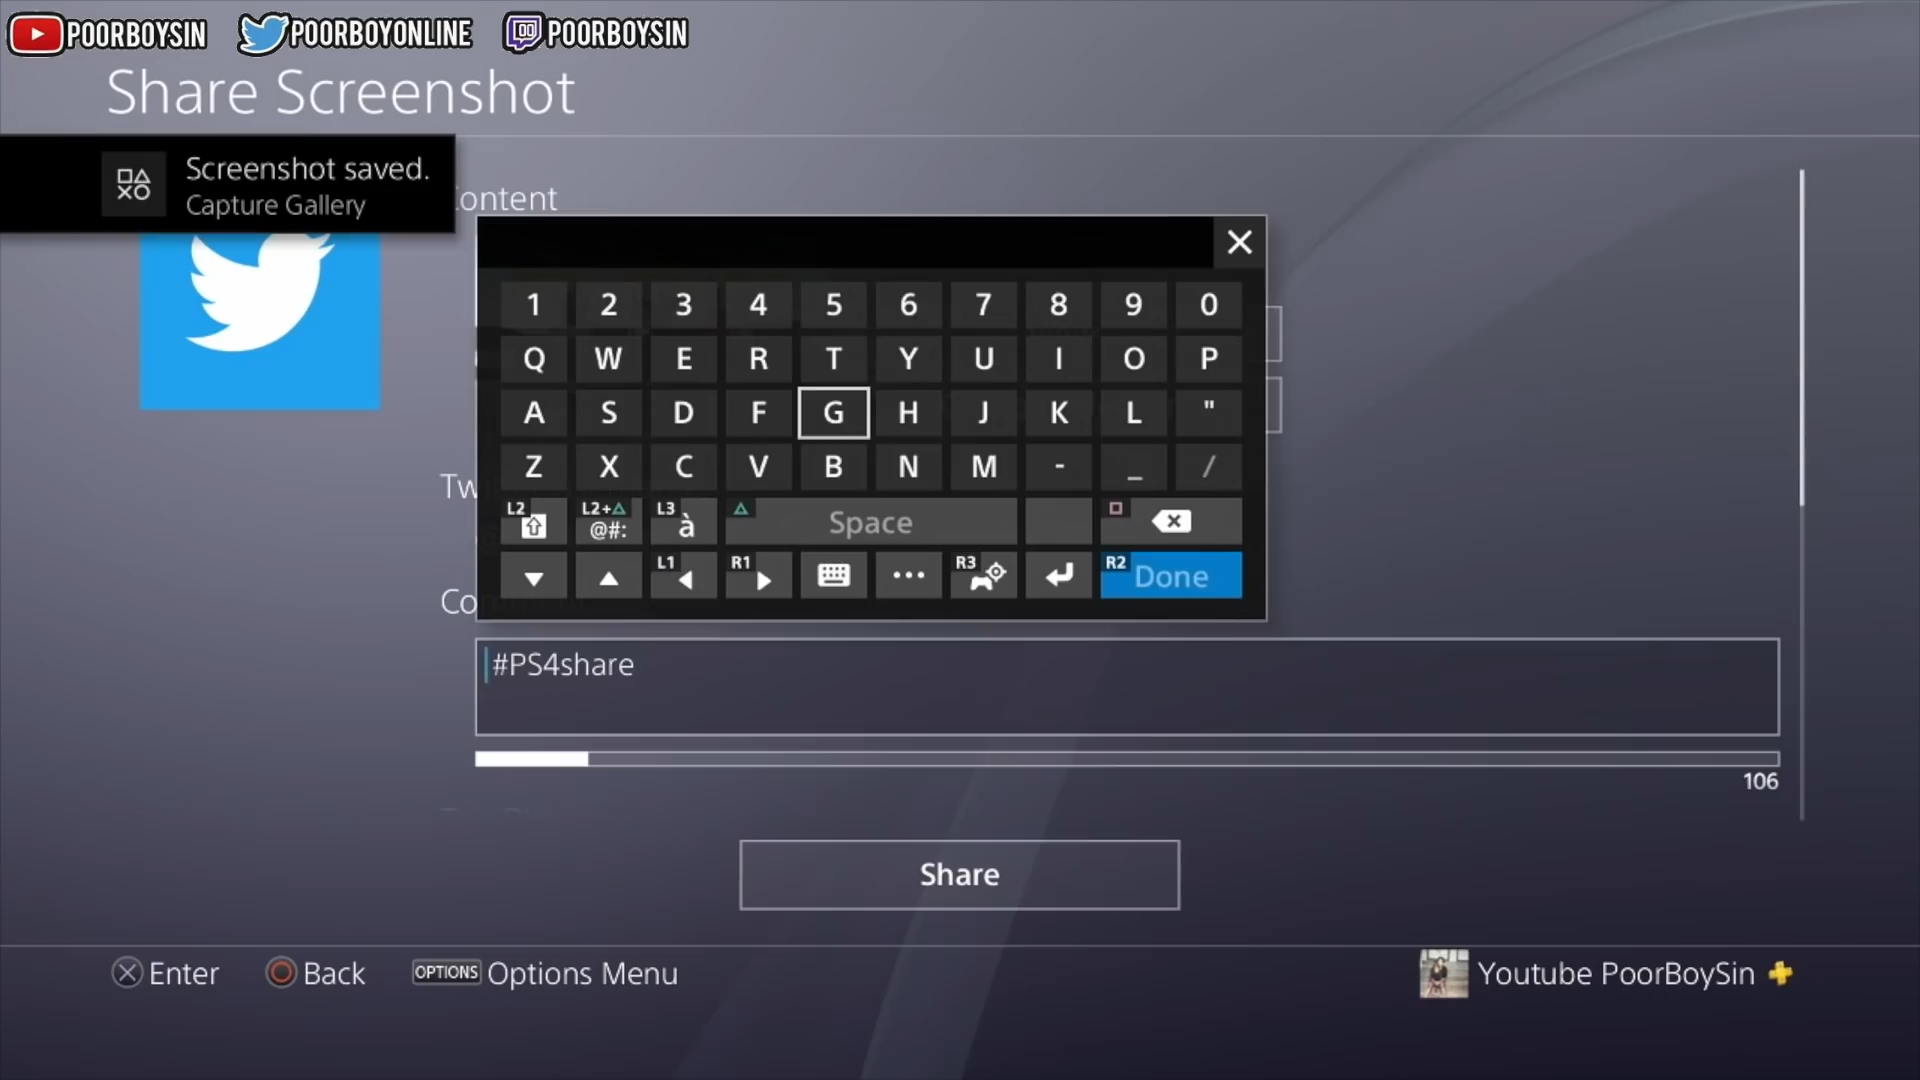 POORBOYSIN POORBOYONLINE POORBOYSIN
Share Screenshot
Screenshot saved.
Capture Gallery
ontent
1 2 3 4 5 6 7 8 9 0
Q W E R T Y U I O P
A S D F G H J K L "
Z X C V B N M - _ /
L2 L2+△ @#: L3 à △ Space
L1 R1 ••• R3 R2 Done
Tw
Co
#PS4share
106
Share
Enter Back OPTIONS Options Menu
Youtube PoorBoySin